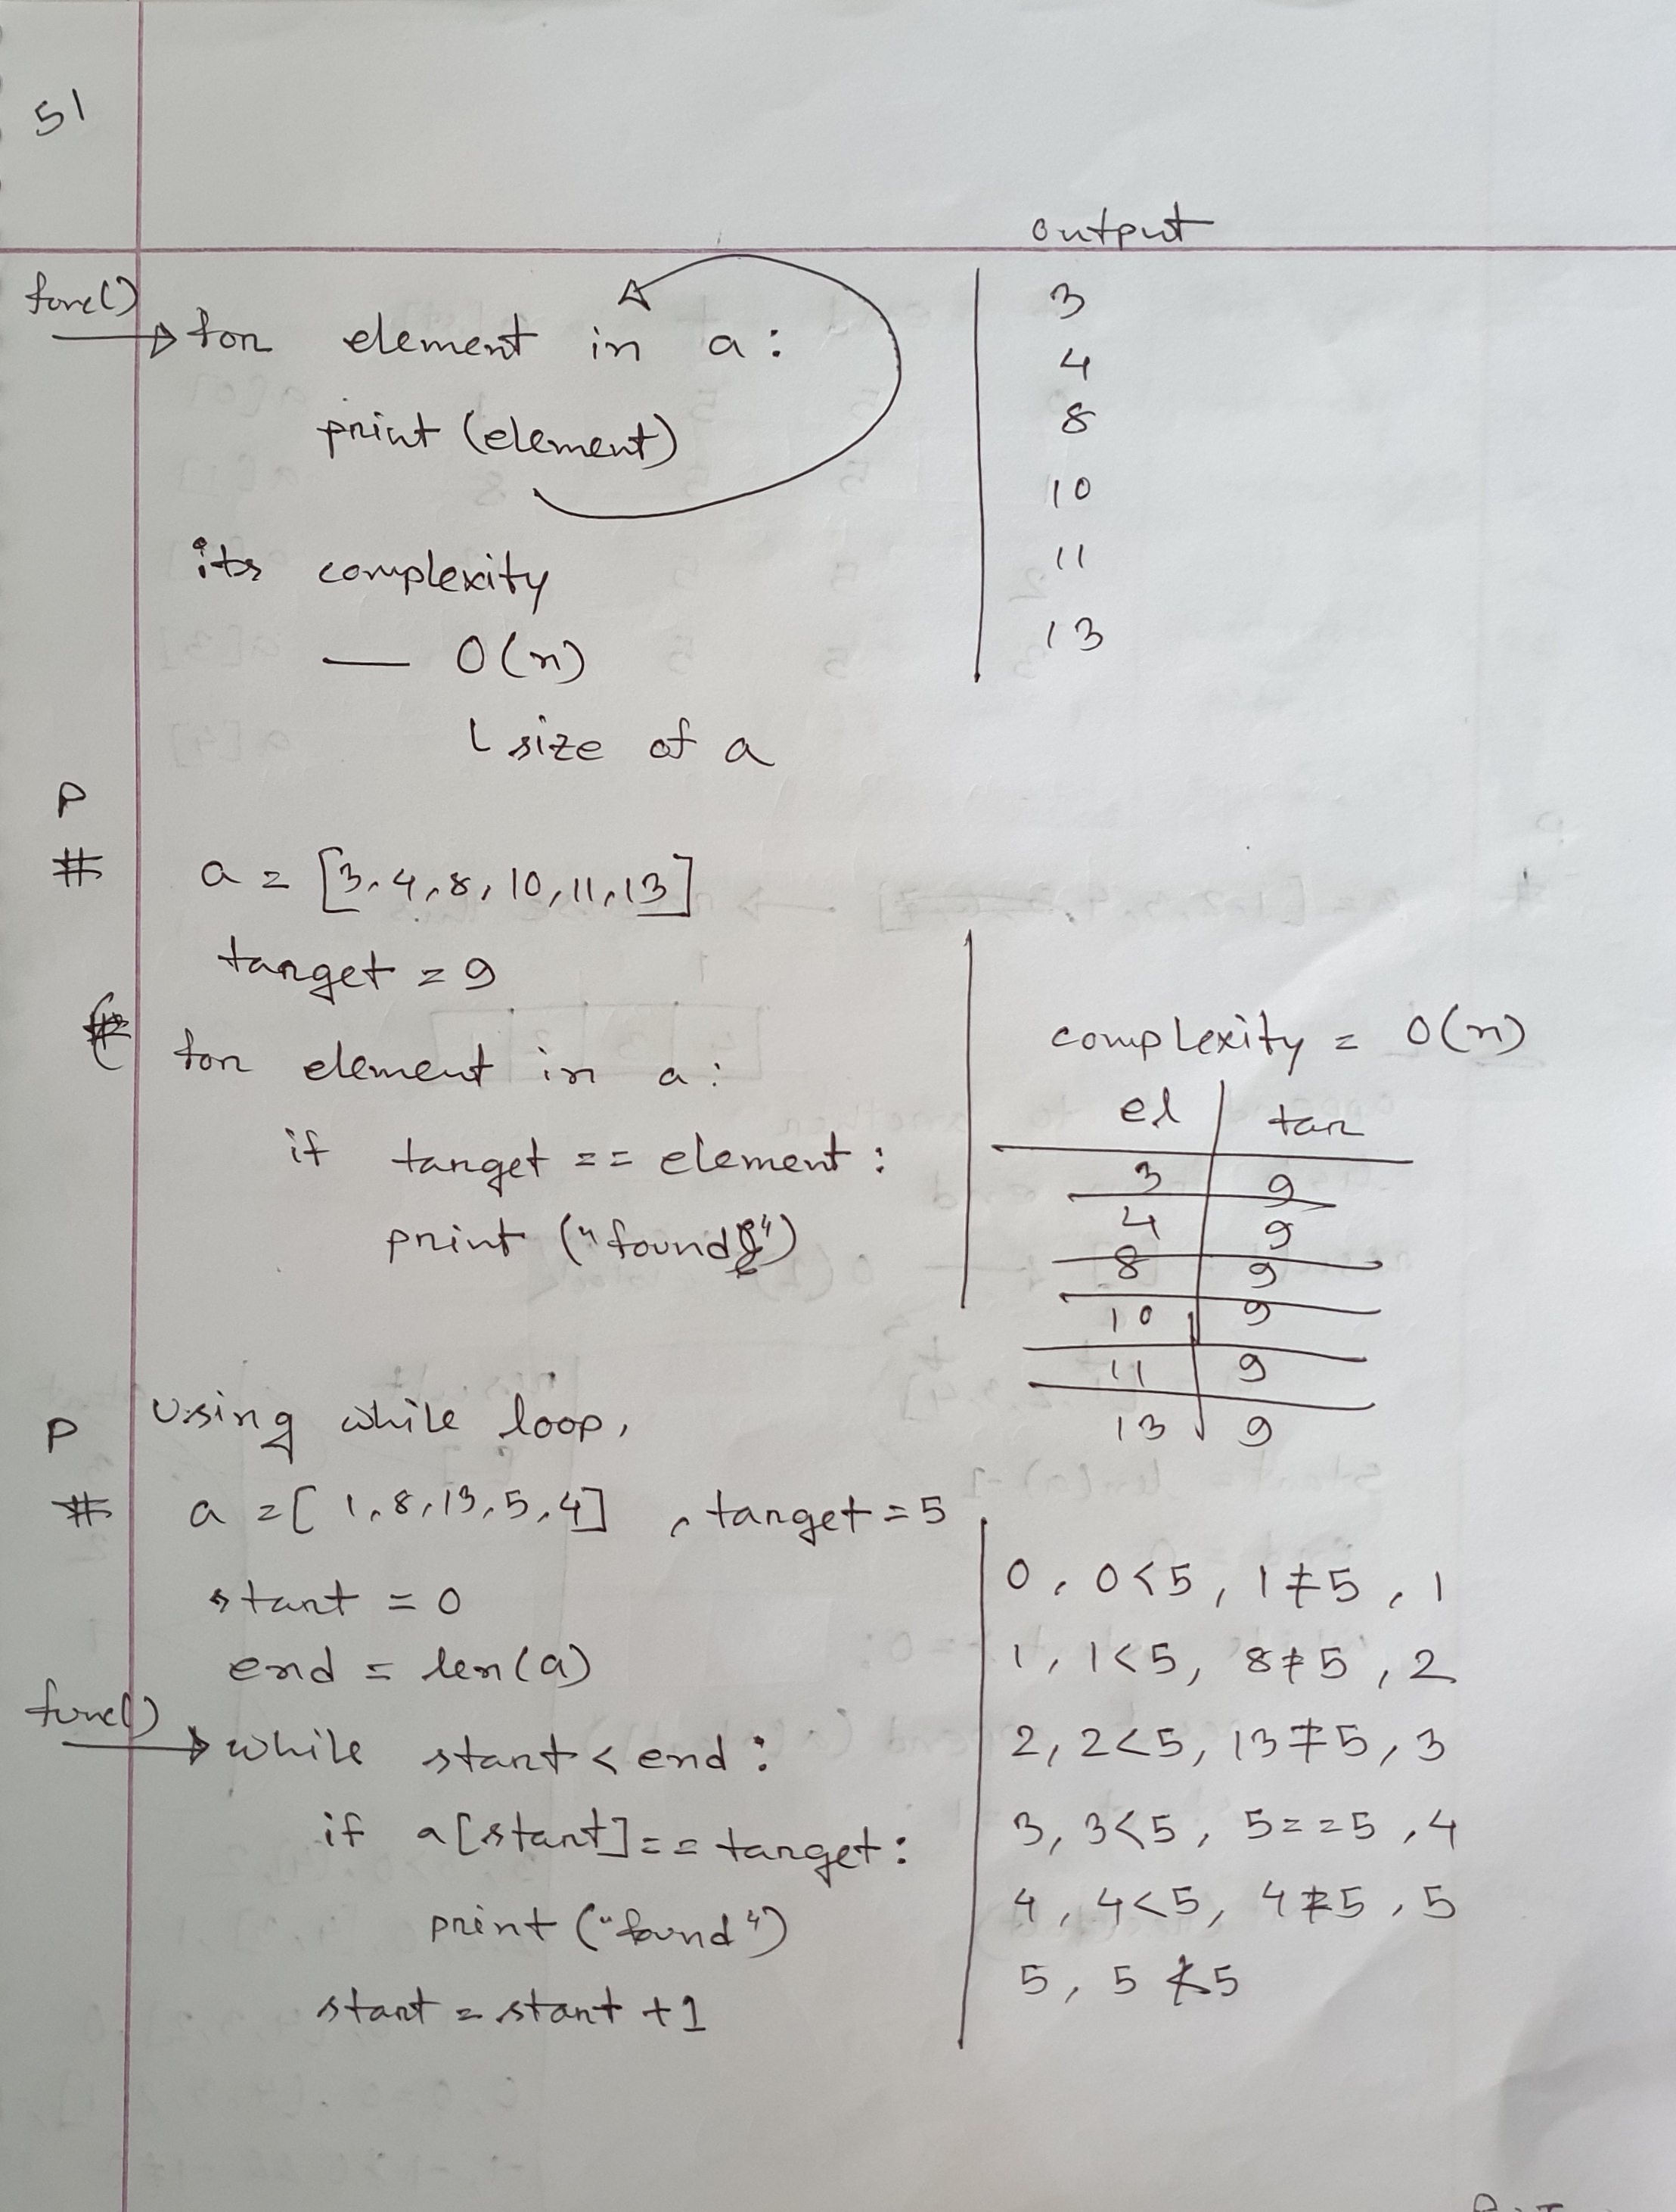 51
output
func()
for element in a:
print (element)
3
4
8
10
11
13
its complexity
— O(n)
size of a
P
# a = [3,4,8,10,11,13]
target = 9
for element in a:
if target == element:
print ("found")
complexity = O(n)
el | tar
3 | 9
4 | 9
8 | 9
10 | 9
11 | 9
13 | 9
P Using while loop,
# a = [1,8,13,5,4] , target = 5
start = 0
end = len(a)
func()
while start < end:
if a[start] == target:
print ("found")
start = start + 1
0, 0<5, 1≠5, 1
1, 1<5, 8≠5, 2
2, 2<5, 13≠5, 3
3, 3<5, 5==5, 4
4, 4<5, 4≠5, 5
5, 5≮5